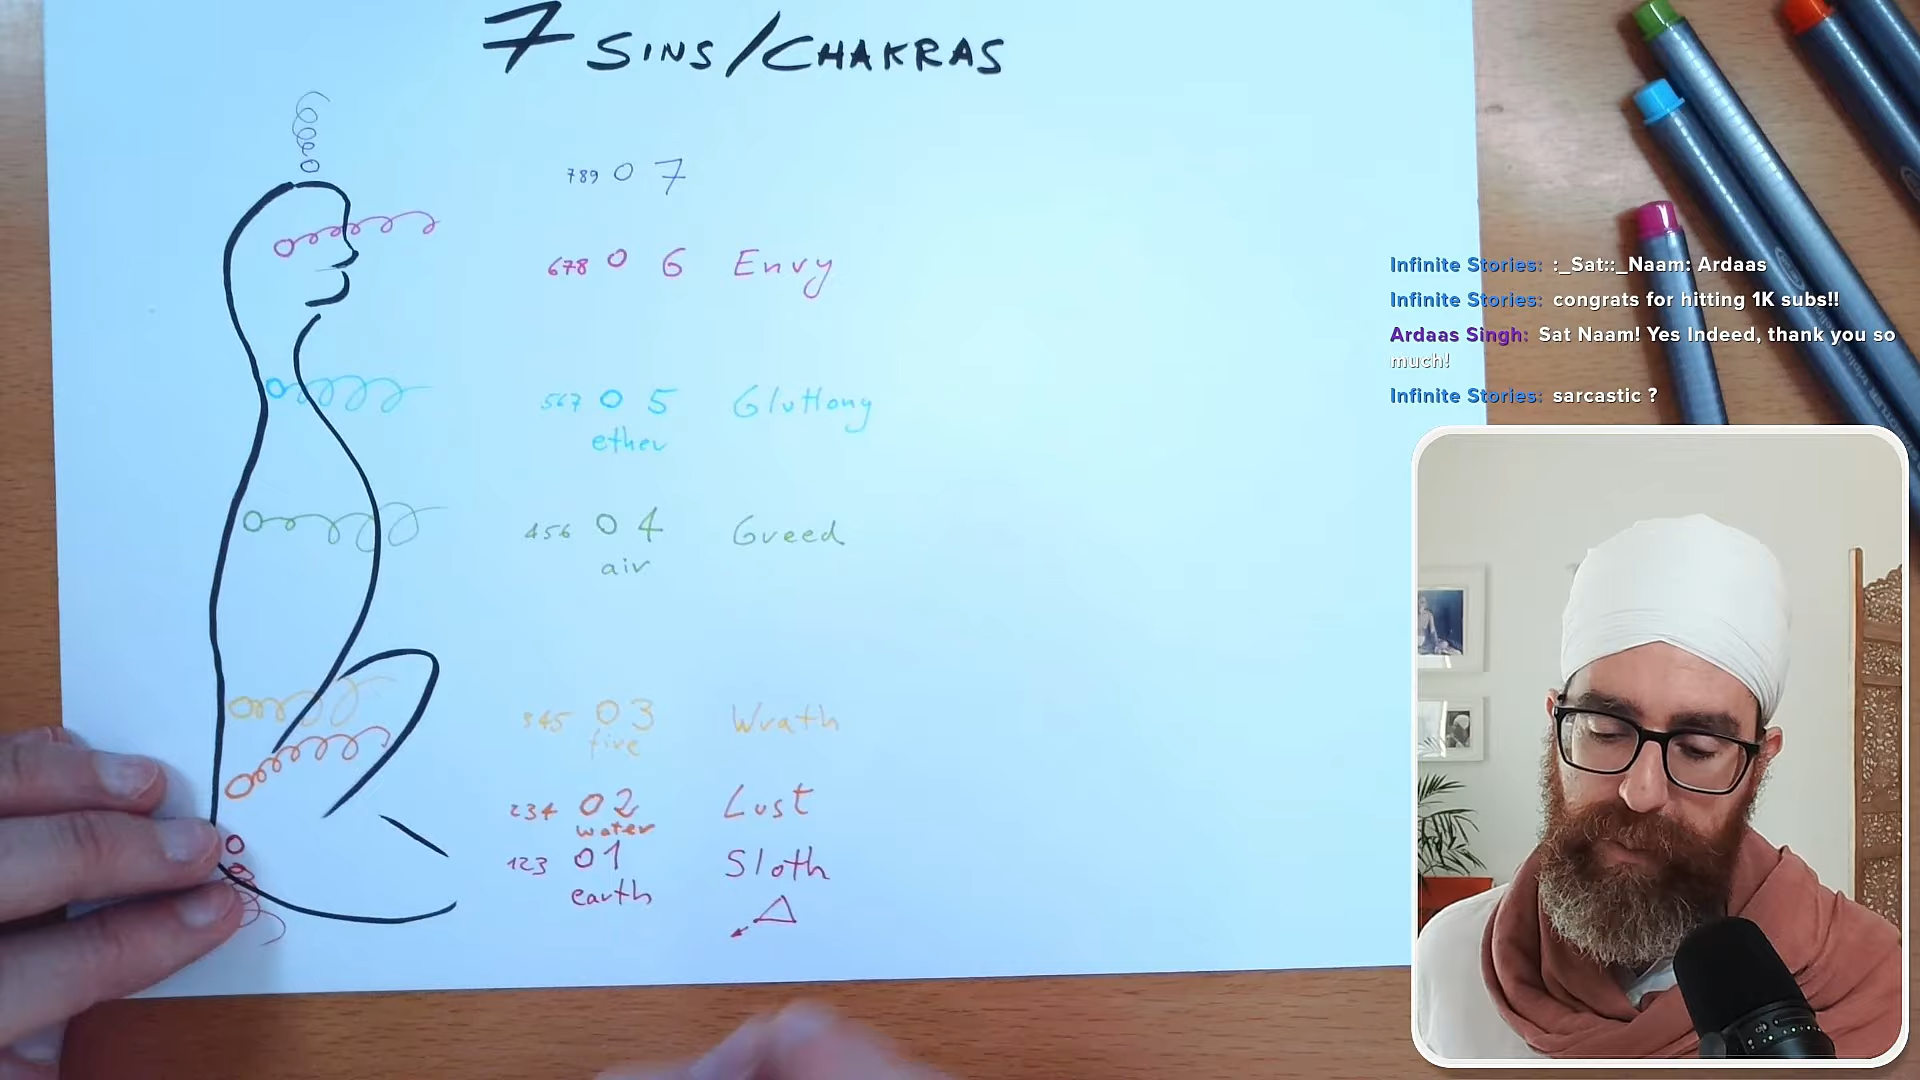 7 SINS/CHAKRAS
789 0 7
678 0 6 Envy
567 0 5 Gluttony
ether
456 0 4 Greed
air
345 0 3 Wrath
fire
234 0 2 Lust
water
123 0 1 Sloth
earth
Infinite Stories: :_Sat::_Naam: Ardaas
Infinite Stories: congrats for hitting 1K subs!!
Ardaas Singh: Sat Naam! Yes Indeed, thank you so
much!
Infinite Stories: sarcastic ?